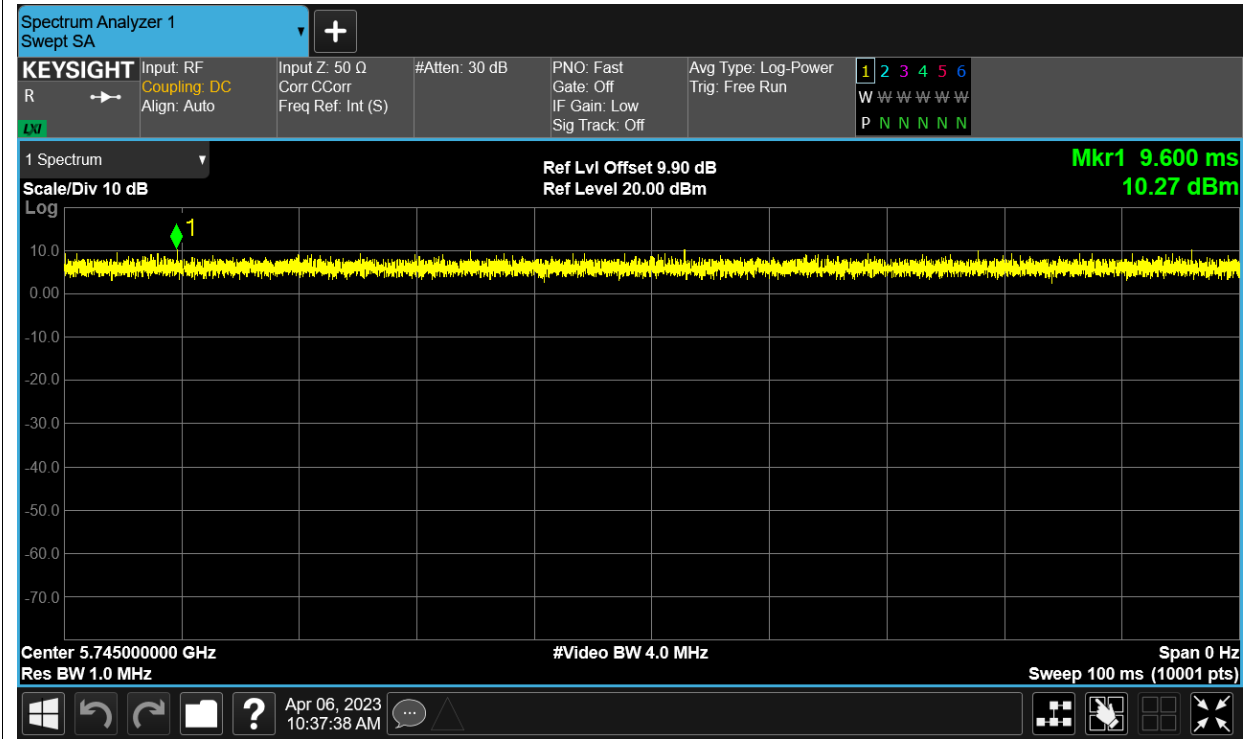 Spectrum Analyzer 1
Swept SA
KEYSIGHT
R
LXI
Input: RF
Coupling: DC
Align: Auto
Input Z: 50 Ω
Corr CCorr
Freq Ref: Int (S)
#Atten: 30 dB
PNO: Fast
Gate: Off
IF Gain: Low
Sig Track: Off
Avg Type: Log-Power
Trig: Free Run
1 2 3 4 5 6
W W W W W W
P N N N N N
1 Spectrum
Scale/Div 10 dB
Ref Lvl Offset 9.90 dB
Ref Level 20.00 dBm
Mkr1 9.600 ms
10.27 dBm
Log
1
10.0
0.00
-10.0
-20.0
-30.0
-40.0
-50.0
-60.0
-70.0
Center 5.745000000 GHz
#Video BW 4.0 MHz
Span 0 Hz
Res BW 1.0 MHz
Sweep 100 ms (10001 pts)
?
Apr 06, 2023
10:37:38 AM